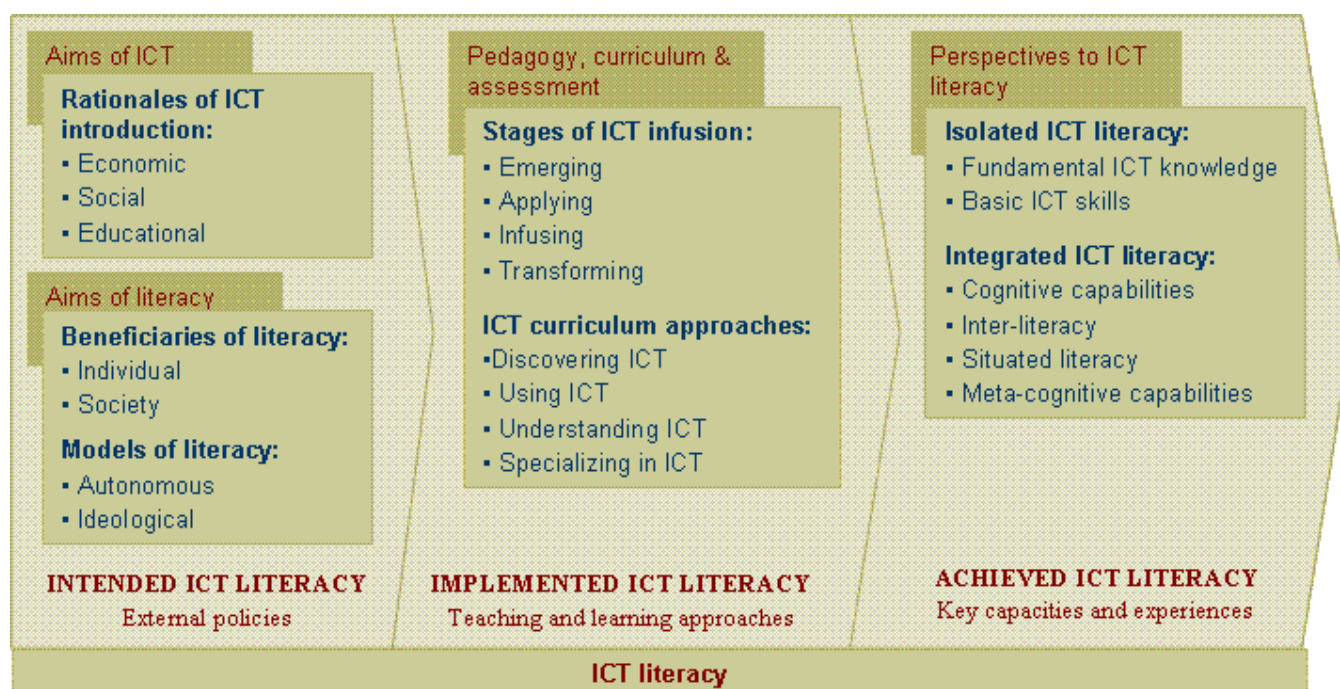 Aims of ICT
Rationales of ICT
introduction:
▪ Economic
▪ Social
▪ Educational
Aims of literacy
Beneficiaries of literacy:
▪ Individual
▪ Society
Models of literacy:
▪ Autonomous
▪ Ideological
INTENDED ICT LITERACY
External policies
Pedagogy, curriculum &
assessment
Stages of ICT infusion:
▪ Emerging
▪ Applying
▪ Infusing
▪ Transforming
ICT curriculum approaches:
▪Discovering ICT
▪ Using ICT
▪ Understanding ICT
▪ Specializing in ICT
IMPLEMENTED ICT LITERACY
Teaching and learning approaches
Perspectives to ICT
literacy
Isolated ICT literacy:
▪ Fundamental ICT knowledge
▪ Basic ICT skills
Integrated ICT literacy:
▪ Cognitive capabilities
▪ Inter-literacy
▪ Situated literacy
▪ Meta-cognitive capabilities
ACHIEVED ICT LITERACY
Key capacities and experiences
ICT literacy